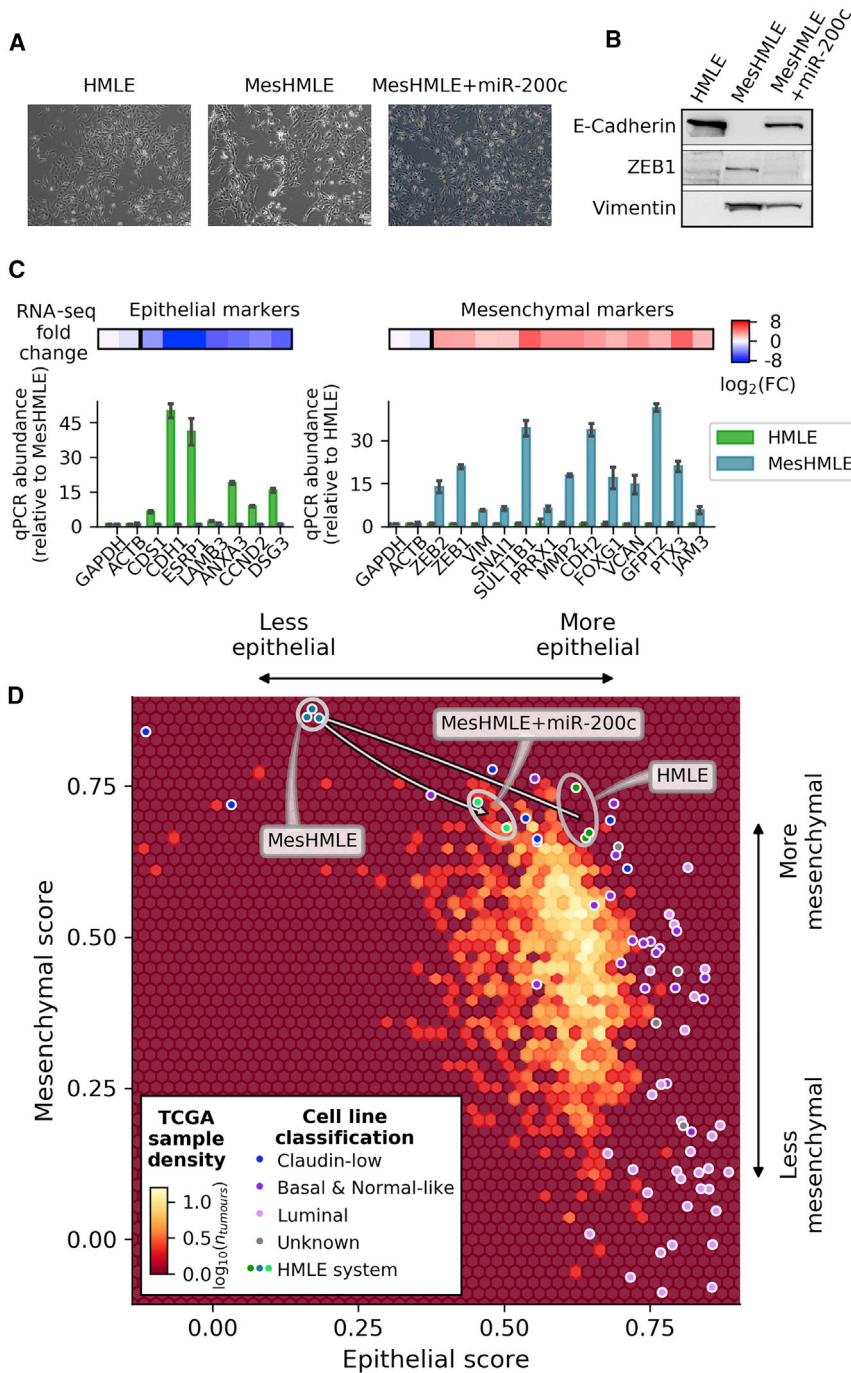 A
HMLE
MesHMLE
MesHMLE+miR-200c
B
HMLE
MesHMLE
MesHMLE
+miR-200c
E-Cadherin
ZEB1
Vimentin
C
RNA-seq
fold
change
Epithelial markers
Mesenchymal markers
8
0
-8
log2(FC)
qPCR abundance
(relative to MesHMLE)
45
30
15
0
GAPDH
ACTB
CDS1
CDH1
ESRP1
LAMB3
ANXA3
CCND2
DSG3
qPCR abundance
(relative to HMLE)
30
15
0
GAPDH
ACTB
ZEB2
ZEB1
VIM
SNAI1
SULT1B1
PRRX1
MMP2
CDH2
FOXG1
VCAN
GFPT2
PTX3
JAM3
HMLE
MesHMLE
Less
epithelial
More
epithelial
D
MesHMLE+miR-200c
HMLE
MesHMLE
Mesenchymal score
0.75
0.50
0.25
0.00
More
mesenchymal
Less
mesenchymal
TCGA
sample
density
1.0
0.5
0.0
log10(ntumours)
Cell line
classification
Claudin-low
Basal & Normal-like
Luminal
Unknown
HMLE system
0.00
0.25
0.50
0.75
Epithelial score